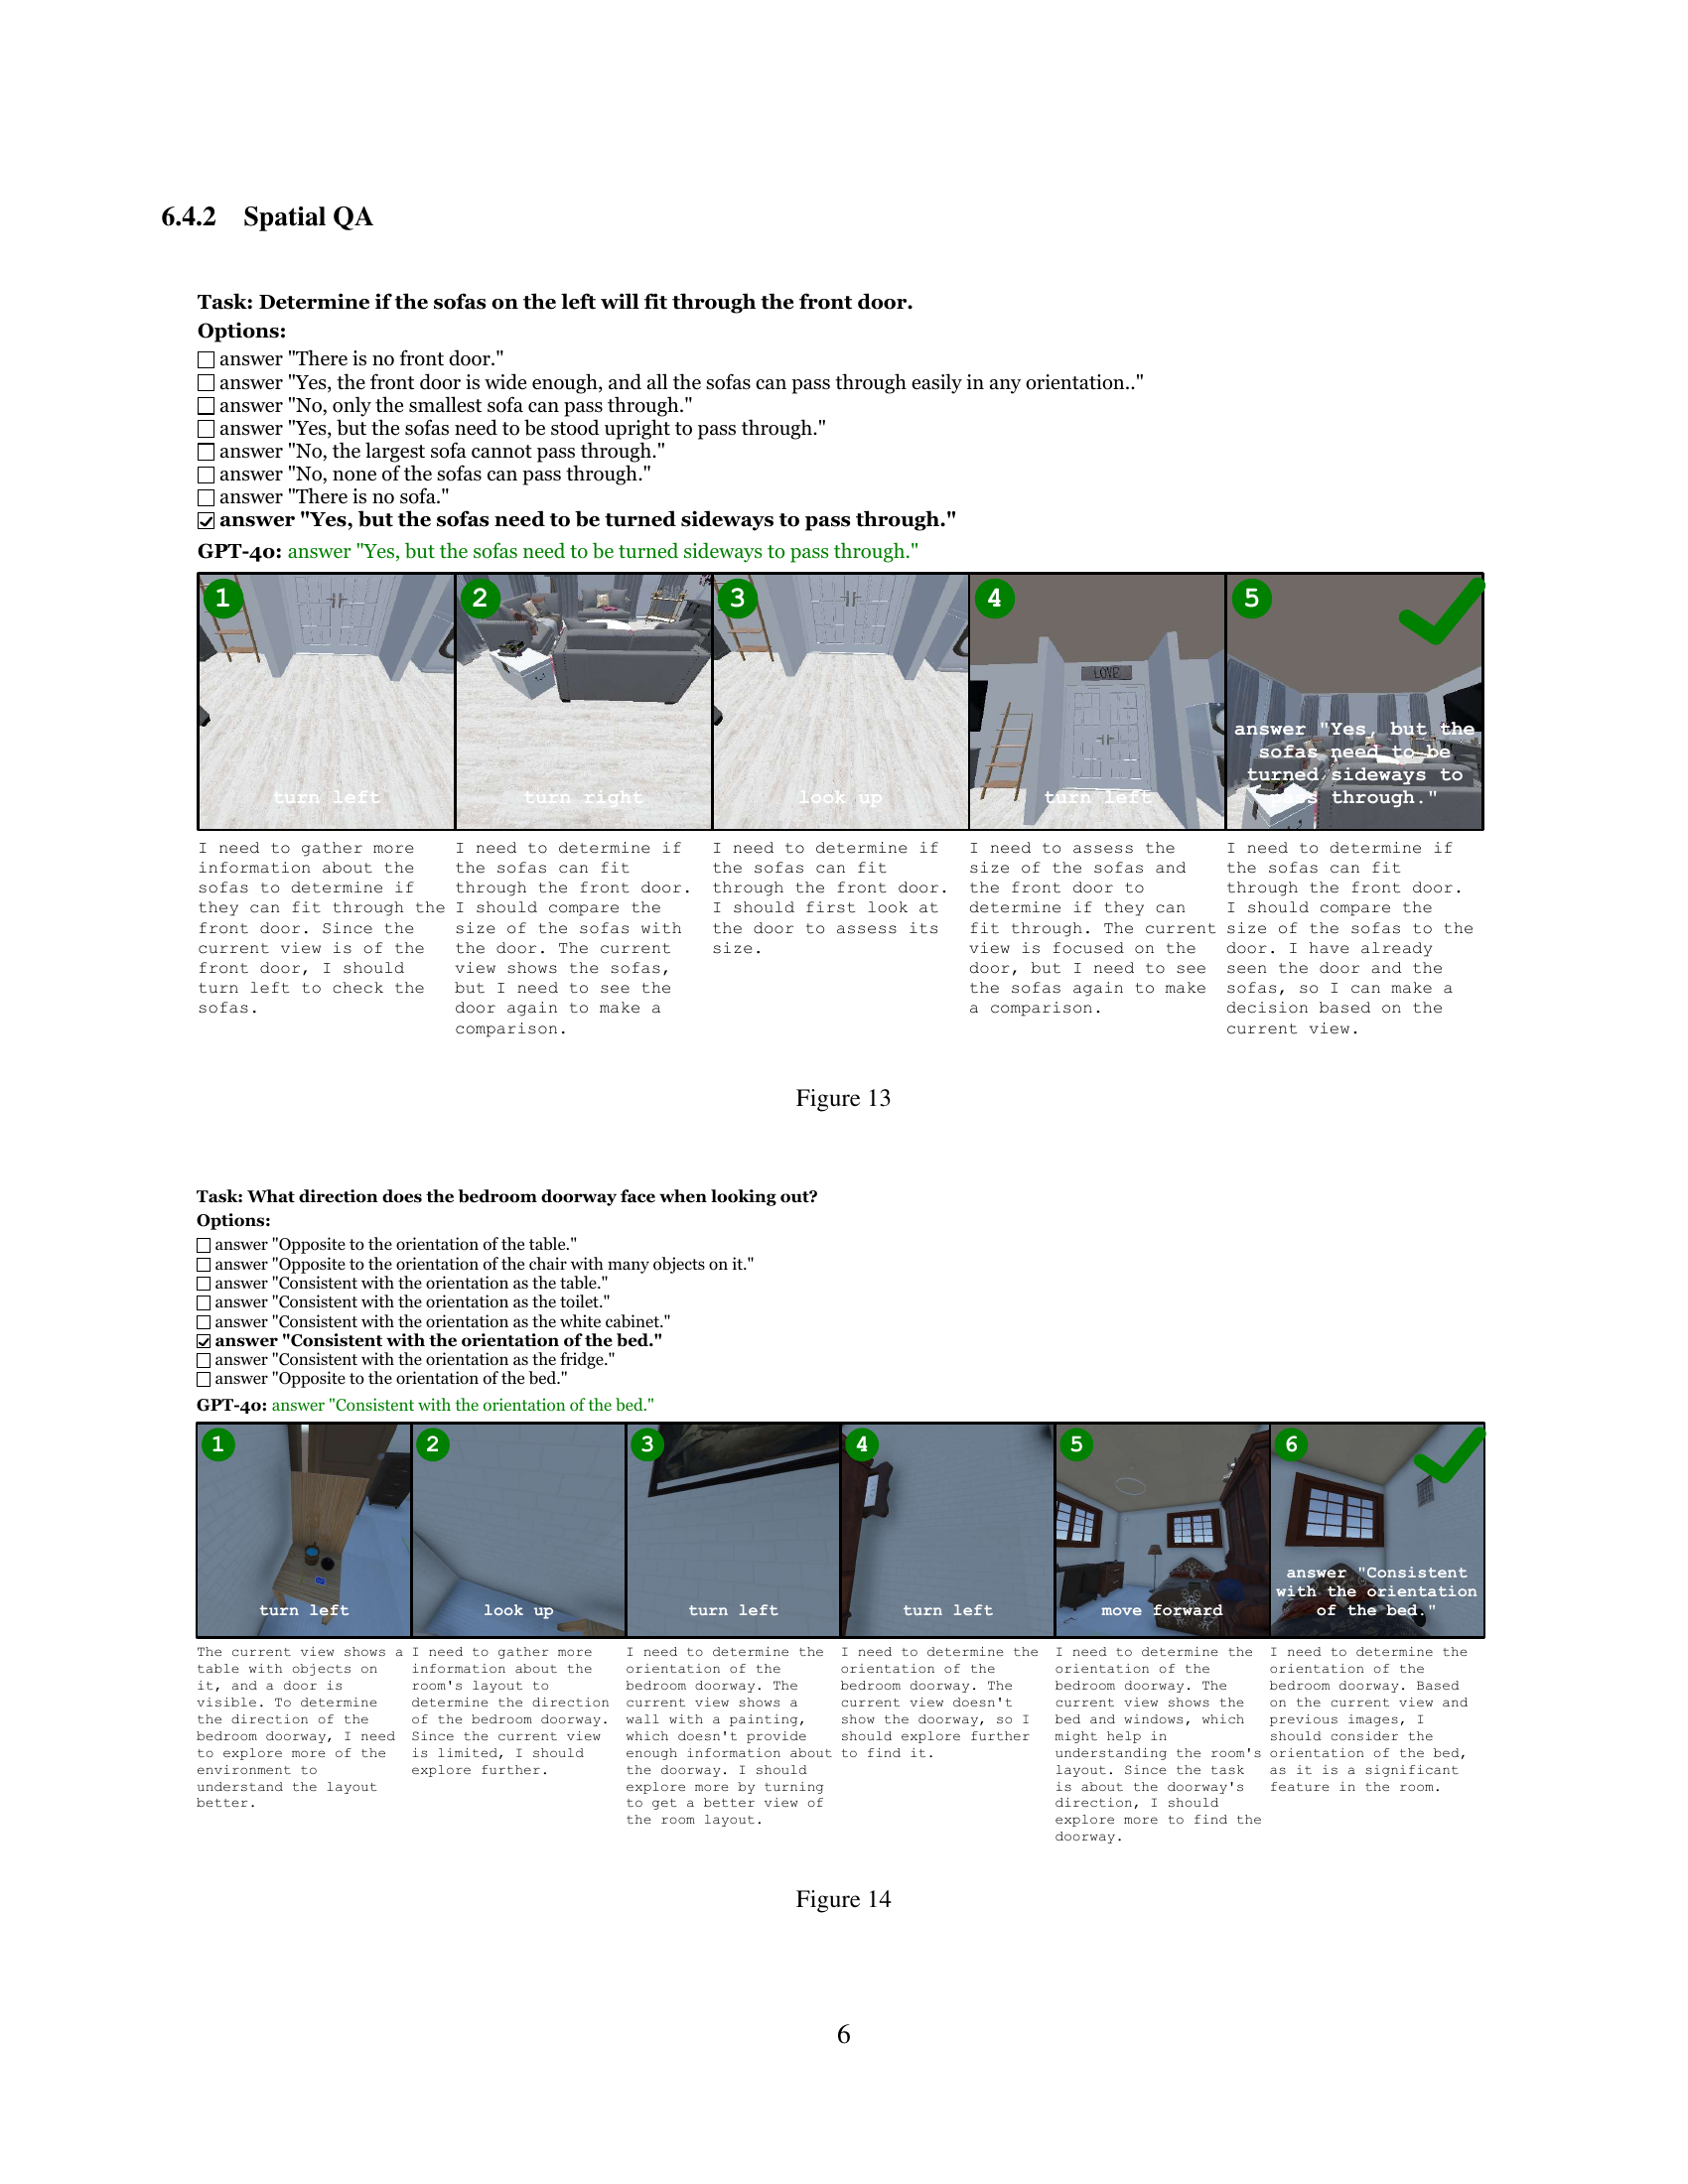 6.4.2 Spatial QA
Task: Determine if the sofas on the left will fit through the front door.
Options:
answer "There is no front door."
answer "Yes, the front door is wide enough, and all the sofas can pass through easily in any orientation.."
answer "No, only the smallest sofa can pass through."
answer "Yes, but the sofas need to be stood upright to pass through."
answer "No, the largest sofa cannot pass through."
answer "No, none of the sofas can pass through."
answer "There is no sofa."
answer "Yes, but the sofas need to be turned sideways to pass through."
GPT-4o: answer "Yes, but the sofas need to be turned sideways to pass through."
1
turn left
2
turn right
3
look up
4
LOVE
turn left
5
answer "Yes, but the
sofas need to be
turned sideways to
pass through."
I need to gather more
information about the
sofas to determine if
they can fit through the
front door. Since the
current view is of the
front door, I should
turn left to check the
sofas.
I need to determine if
the sofas can fit
through the front door.
I should compare the
size of the sofas with
the door. The current
view shows the sofas,
but I need to see the
door again to make a
comparison.
I need to determine if
the sofas can fit
through the front door.
I should first look at
the door to assess its
size.
I need to assess the
size of the sofas and
the front door to
determine if they can
fit through. The current
view is focused on the
door, but I need to see
the sofas again to make
a comparison.
I need to determine if
the sofas can fit
through the front door.
I should compare the
size of the sofas to the
door. I have already
seen the door and the
sofas, so I can make a
decision based on the
current view.
Figure 13
Task: What direction does the bedroom doorway face when looking out?
Options:
answer "Opposite to the orientation of the table."
answer "Opposite to the orientation of the chair with many objects on it."
answer "Consistent with the orientation as the table."
answer "Consistent with the orientation as the toilet."
answer "Consistent with the orientation as the white cabinet."
answer "Consistent with the orientation of the bed."
answer "Consistent with the orientation as the fridge."
answer "Opposite to the orientation of the bed."
GPT-4o: answer "Consistent with the orientation of the bed."
1
turn left
2
look up
3
turn left
4
turn left
5
move forward
6
answer "Consistent
with the orientation
of the bed."
The current view shows a
table with objects on
it, and a door is
visible. To determine
the direction of the
bedroom doorway, I need
to explore more of the
environment to
understand the layout
better.
I need to gather more
information about the
room's layout to
determine the direction
of the bedroom doorway.
Since the current view
is limited, I should
explore further.
I need to determine the
orientation of the
bedroom doorway. The
current view shows a
wall with a painting,
which doesn't provide
enough information about
the doorway. I should
explore more by turning
to get a better view of
the room layout.
I need to determine the
orientation of the
bedroom doorway. The
current view doesn't
show the doorway, so I
should explore further
to find it.
I need to determine the
orientation of the
bedroom doorway. The
current view shows the
bed and windows, which
might help in
understanding the room's
layout. Since the task
is about the doorway's
direction, I should
explore more to find the
doorway.
I need to determine the
orientation of the
bedroom doorway. Based
on the current view and
previous images, I
should consider the
orientation of the bed,
as it is a significant
feature in the room.
Figure 14
6